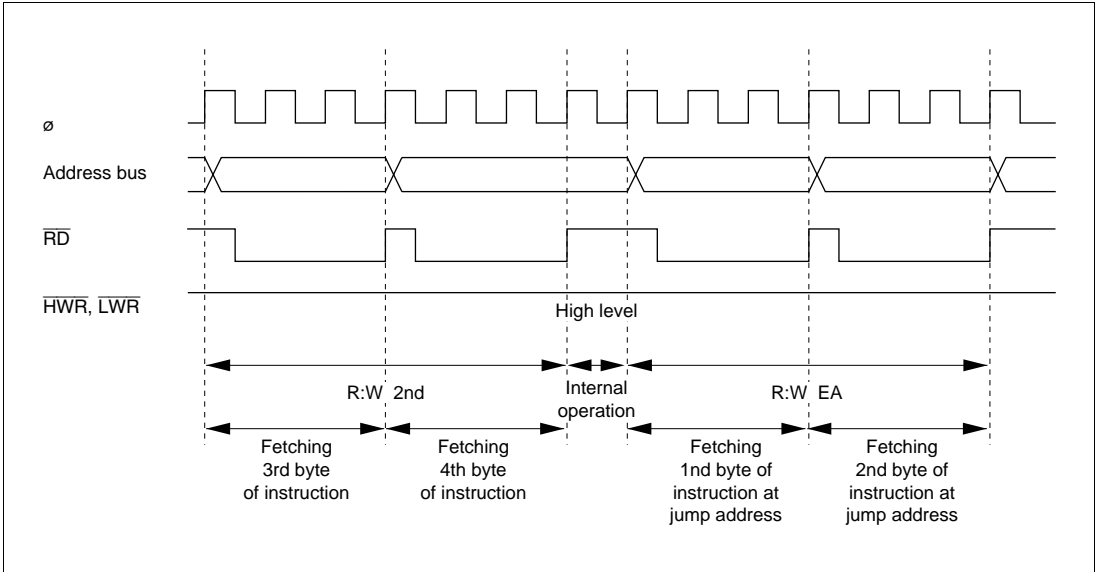 ø
Address bus
RD
HWR, LWR
High level
R:W 2nd
Internal
operation
R:W EA
Fetching
3rd byte
of instruction
Fetching
4th byte
of instruction
Fetching
1nd byte of
instruction at
jump address
Fetching
2nd byte of
instruction at
jump address